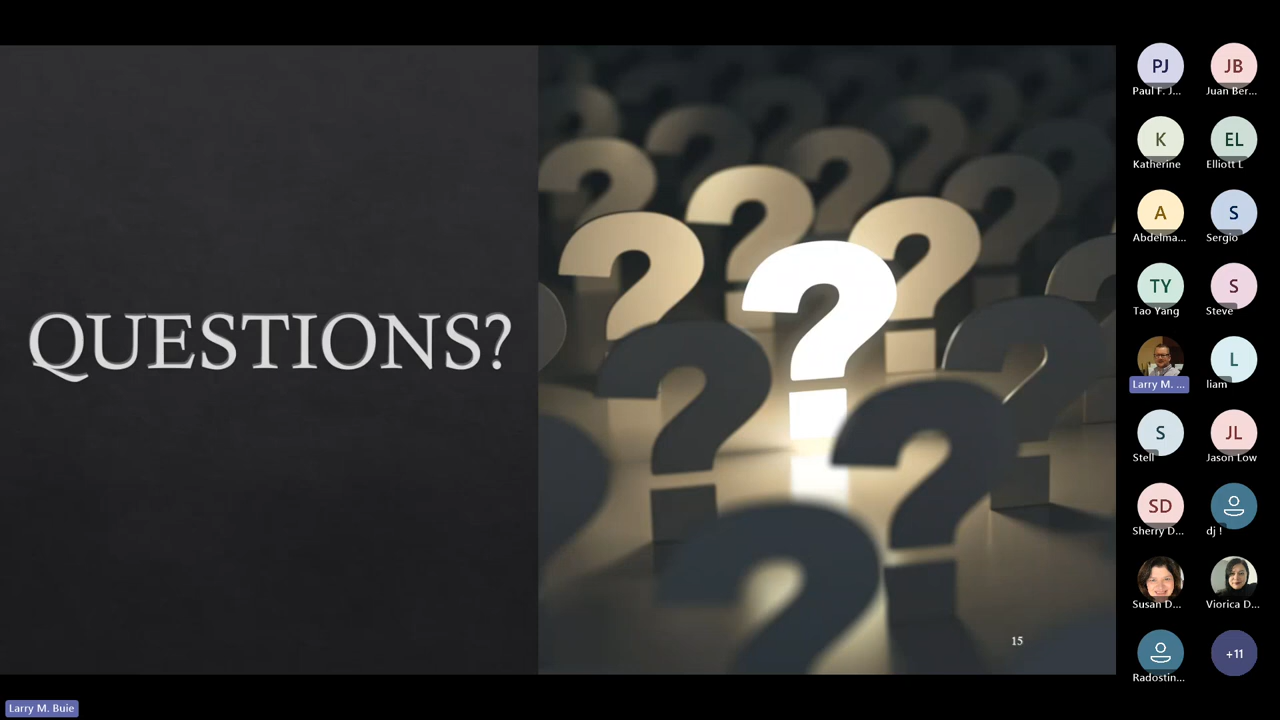 QUESTIONS?
15
PJ
Paul F. J...
JB
Juan Ber...
K
Katherine
EL
Elliott L
A
Abdelma...
S
Sergio
TY
Tao Yang
S
Steve
Larry M. ...
L
liam
S
Stell
JL
Jason Low
SD
Sherry D...
dj !
Susan D...
Viorica D...
Radostin...
+11
Larry M. Buie